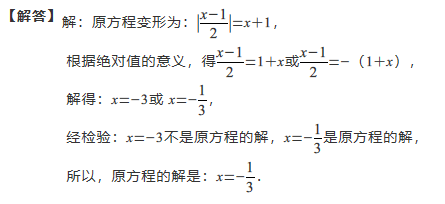 【解答】解：原方程变形为：|$\frac{x-1}{2}$|=x+1，
根据绝对值的意义，得$\frac{x-1}{2}$=1+x或$\frac{x-1}{2}$=-（1+x），
解得：x=-3或 x=-$\frac{1}{3}$，
经检验：x=-3不是原方程的解，x=-$\frac{1}{3}$是原方程的解，
所以，原方程的解是：x=-$\frac{1}{3}$.